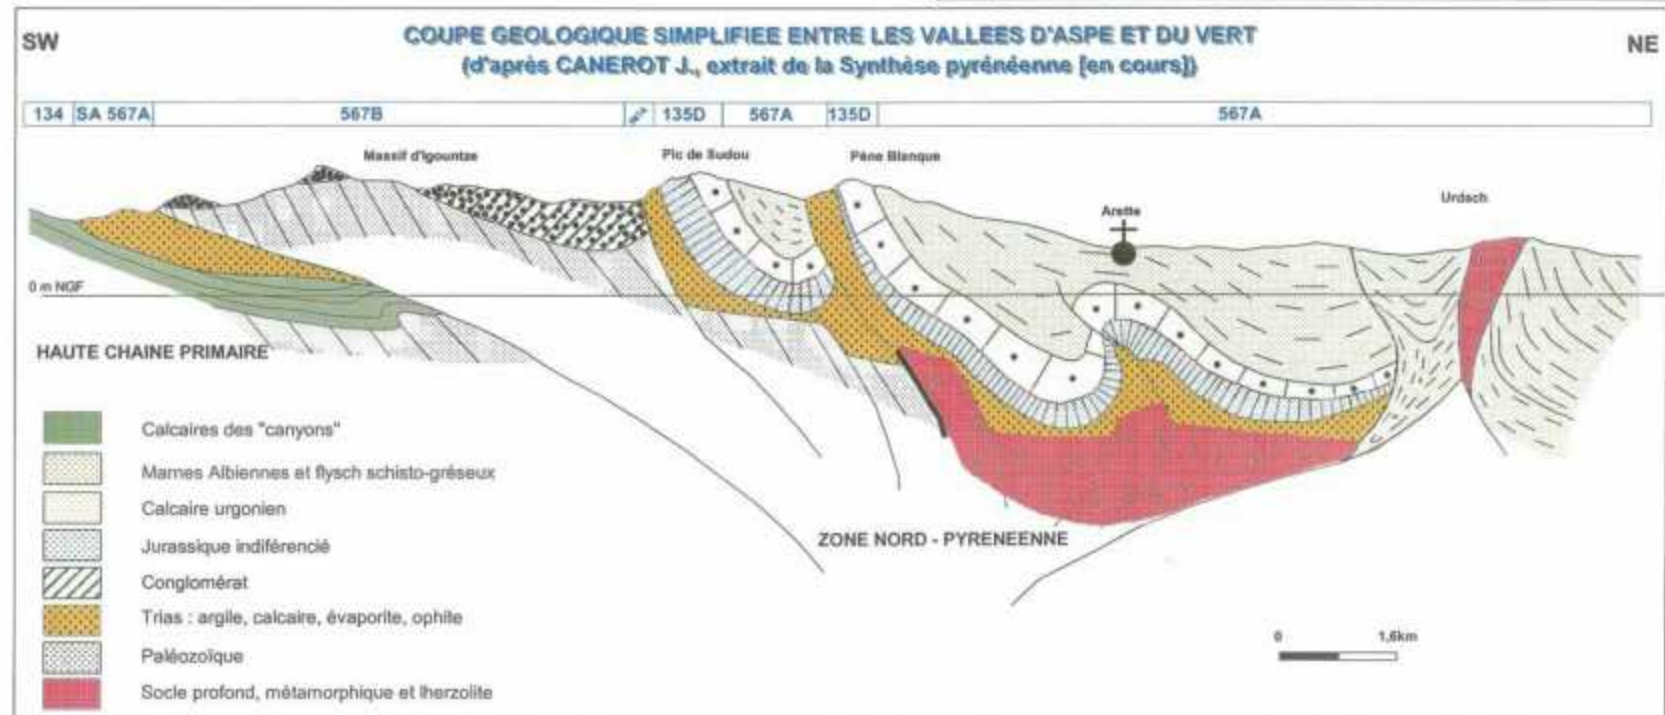 SW
COUPE GEOLOGIQUE SIMPLIFIEE ENTRE LES VALLEES D'ASPE ET DU VERT
NE
(d'après CANEROT J., extrait de la Synthèse pyrénéenne [en cours])
134 SA 567A 567B 135D 567A 135D 567A
Massif d'Igountze Pic de Sudou Pène Blanque
Urdach
Arette
0 m NGF
HAUTE CHAINE PRIMAIRE
Calcaires des "canyons"
Marnes Albiennes et flysch schisto-gréseux
Calcaire urgonien
Jurassique indiférencié
Conglomérat
Trias : argile, calcaire, évaporite, ophite
Paléozoïque
Socle profond, métamorphique et lherzolite
ZONE NORD - PYRENEENNE
0 1,6km